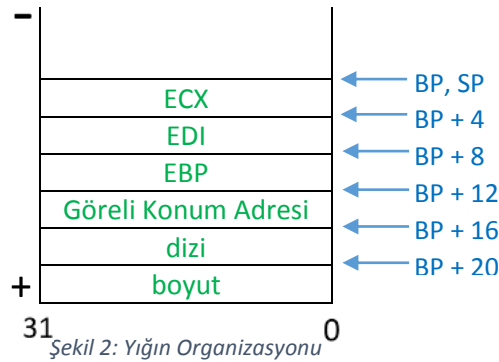 -
BP, SP
ECX
BP + 4
EDI
BP + 8
EBP
BP + 12
Göreli Konum Adresi
BP + 16
dizi
BP + 20
+ boyut
31 0
Şekil 2: Yığın Organizasyonu